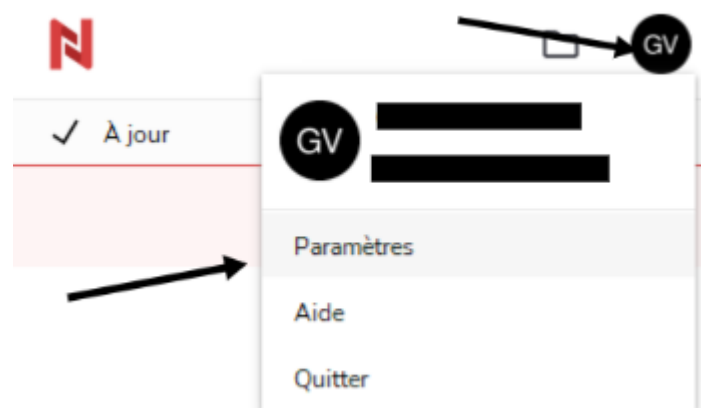 GV
À jour
GV
Paramètres
Aide
Quitter